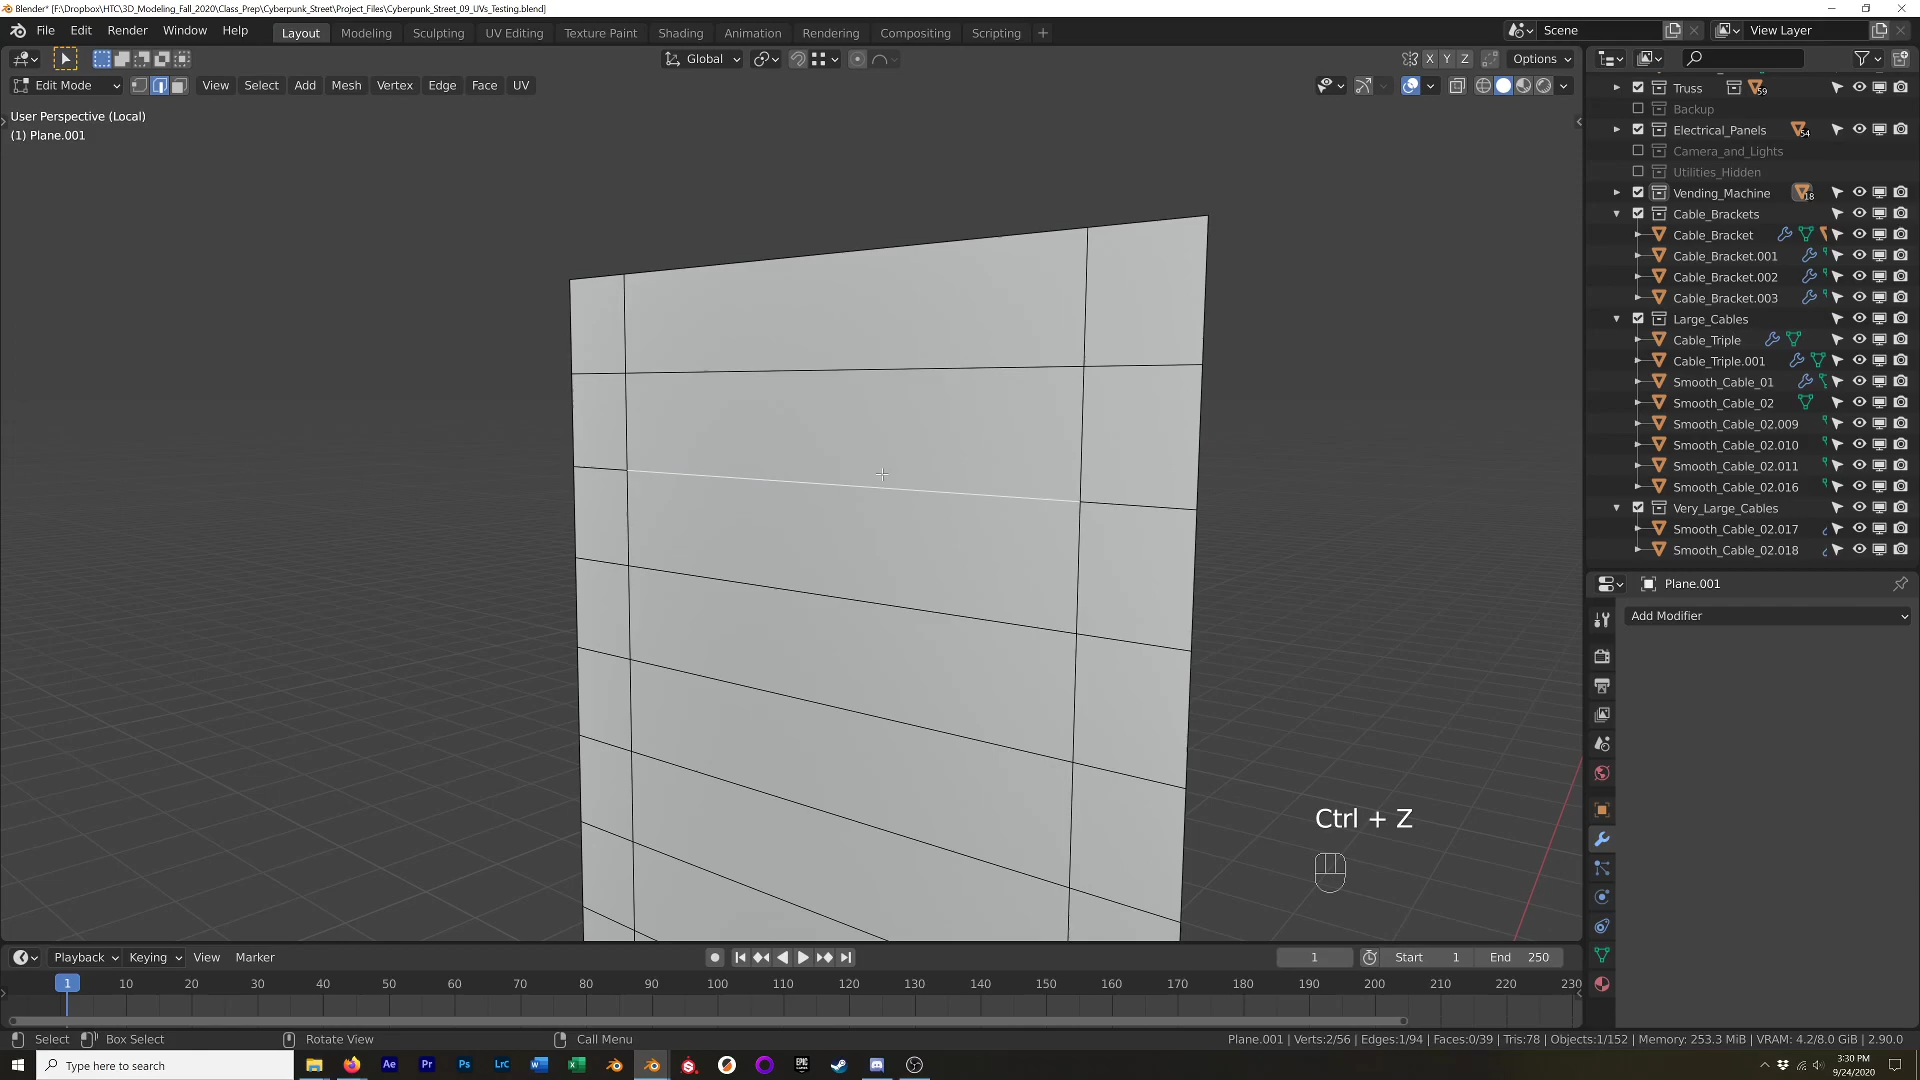 Blender* [F:\Dropbox\HTC\3D_Modeling_Fall_2020\Class_Prep\Cyberpunk_Street\Project_Files\Cyberpunk_Street_09_UVs_Testing.blend]
File Edit Render Window Help Layout Modeling Sculpting UV Editing Texture Paint Shading Animation Rendering Compositing Scripting + Scene View Layer
Global X Y Z Options
Edit Mode View Select Add Mesh Vertex Edge Face UV
User Perspective (Local)
(1) Plane.001
Truss 59
Backup
Electrical_Panels 54
Camera_and_Lights
Utilities_Hidden
Vending_Machine 18
Cable_Brackets
Cable_Bracket
Cable_Bracket.001
Cable_Bracket.002
Cable_Bracket.003
Large_Cables
Cable_Triple
Cable_Triple.001
Smooth_Cable_01
Smooth_Cable_02
Smooth_Cable_02.009
Smooth_Cable_02.010
Smooth_Cable_02.011
Smooth_Cable_02.016
Very_Large_Cables
Smooth_Cable_02.017
Smooth_Cable_02.018
Plane.001
Add Modifier
Ctrl + Z
Playback Keying View Marker 1 Start 1 End 250
1 10 20 30 40 50 60 70 80 90 100 110 120 130 140 150 160 170 180 190 200 210 220 230
Select Box Select Rotate View Call Menu Plane.001 | Verts:2/56 | Edges:1/94 | Faces:0/39 | Tris:78 | Objects:1/152 | Memory: 253.3 MiB | VRAM: 4.2/8.0 GiB | 2.90.0
Type here to search Ae Pr Ps Lrc 3:30 PM
9/24/2020